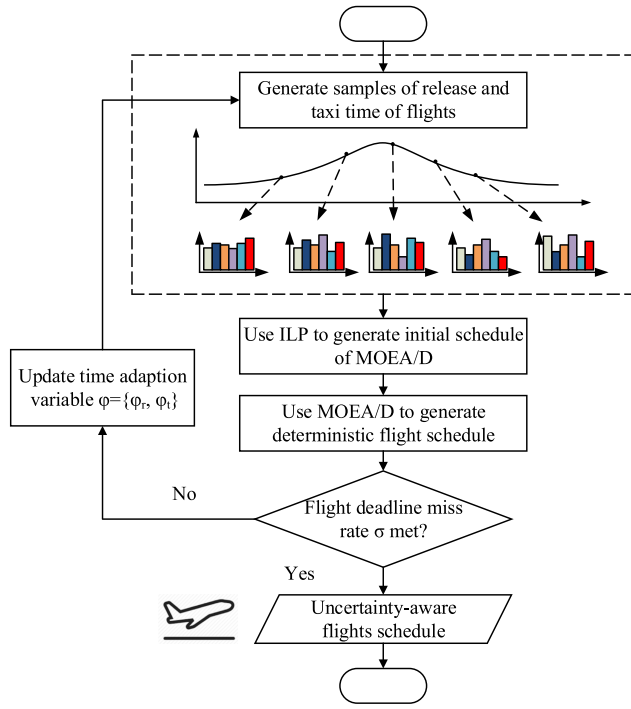 Generate samples of release and
taxi time of flights
Use ILP to generate initial schedule
of MOEA/D
Update time adaption
variable φ={φᵣ, φₜ}
Use MOEA/D to generate
deterministic flight schedule
No
Flight deadline miss
rate σ met?
Yes
Uncertainty-aware
flights schedule